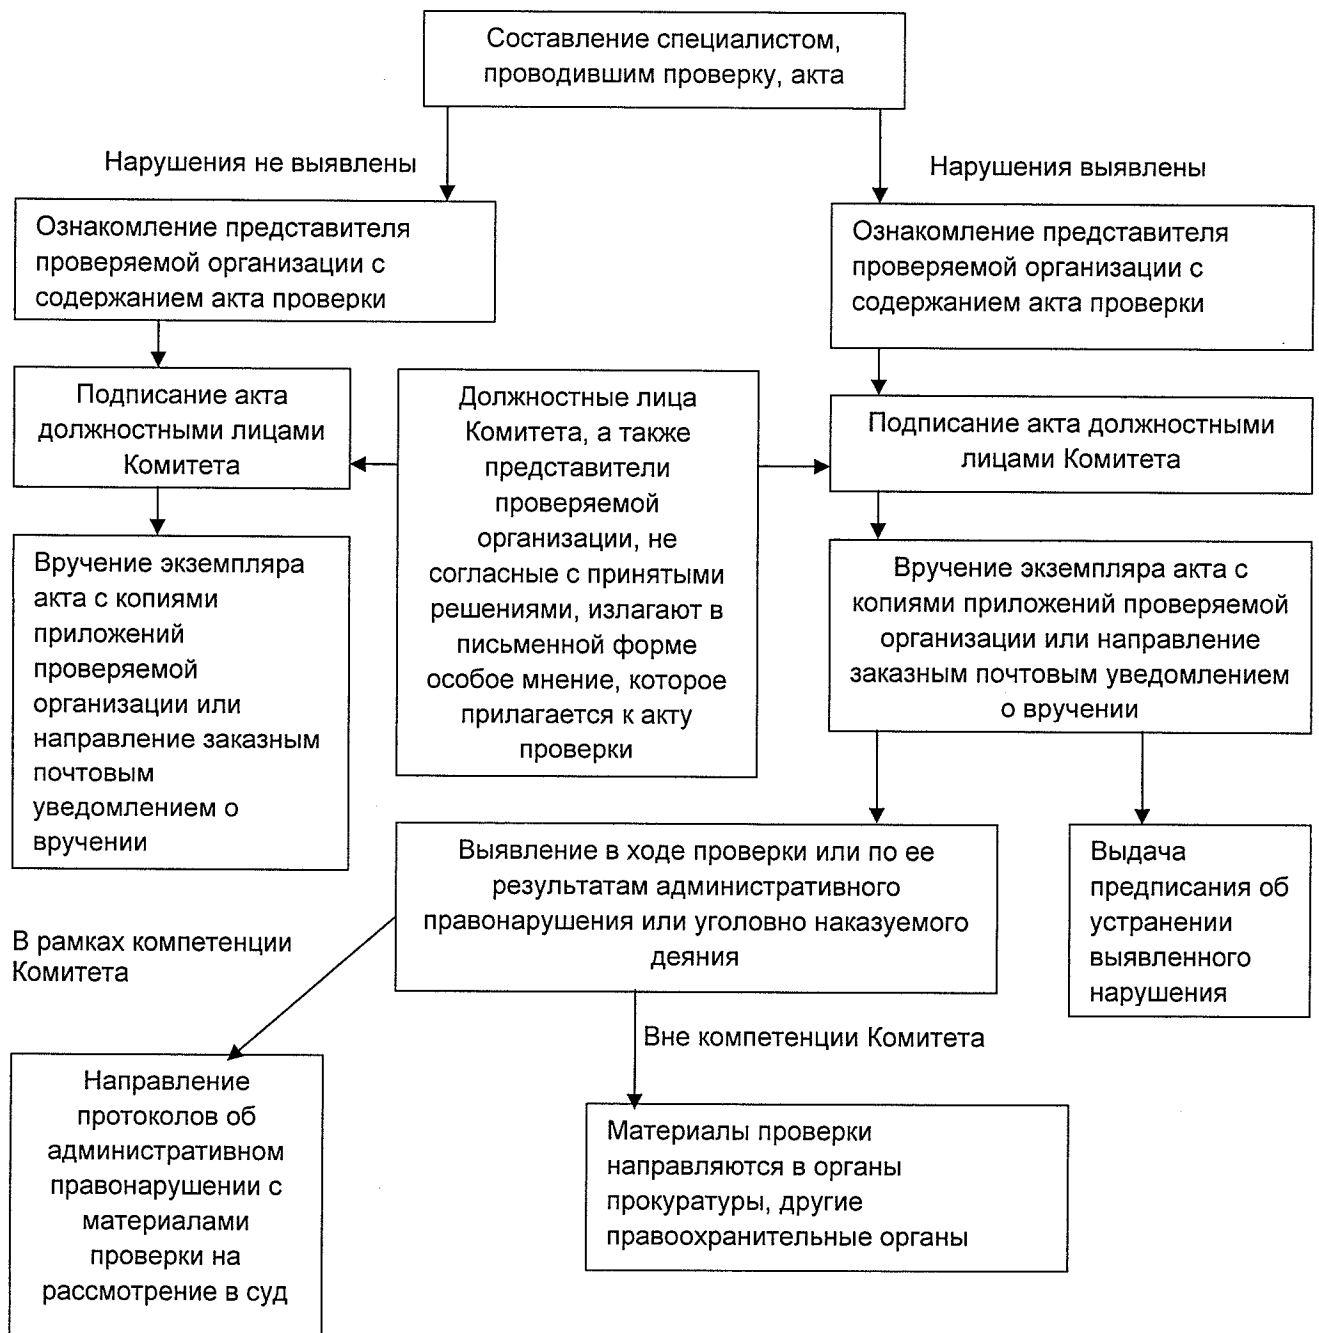 Составление специалистом,
проводившим проверку, акта
Нарушения не выявлены
Нарушения выявлены
Ознакомление представителя
проверяемой организации с
содержанием акта проверки
Ознакомление представителя
проверяемой организации с
содержанием акта проверки
Подписание акта
должностными лицами
Комитета
Должностные лица
Комитета, а также
представители
проверяемой
организации, не
согласные с принятыми
решениями, излагают в
письменной форме
особое мнение, которое
прилагается к акту
проверки
Подписание акта должностными
лицами Комитета
Вручение экземпляра
акта с копиями
приложений
проверяемой
организации или
направление заказным
почтовым
уведомлением о
вручении
Вручение экземпляра акта с
копиями приложений проверяемой
организации или направление
заказным почтовым уведомлением
о вручении
Выявление в ходе проверки или по ее
результатам административного
правонарушения или уголовно наказуемого
деяния
Выдача
предписания об
устранении
выявленного
нарушения
В рамках компетенции
Комитета
Вне компетенции Комитета
Направление
протоколов об
административном
правонарушении с
материалами
проверки на
рассмотрение в суд
Материалы проверки
направляются в органы
прокуратуры, другие
правоохранительные органы